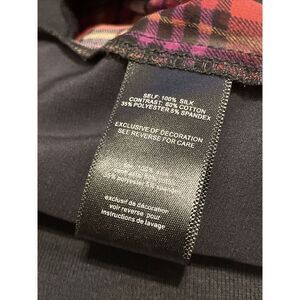 SELF: 100% SILK
CONTRAST: 60% COTTON
35% POLYESTER 5% SPANDEX
EXCLUSIVE OF DECORATION
SEE REVERSE FOR CARE
exclusif de décoration
voir reverse pour
instructions de lavage